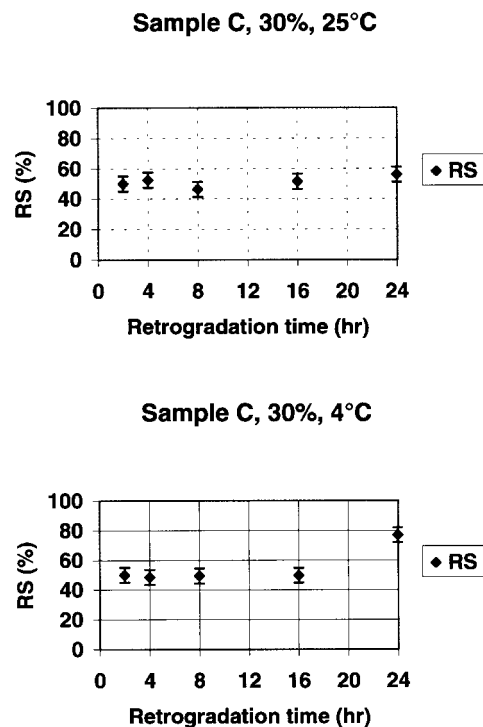 Sample C, 30%, 25°C
100
80
60
40
20
0
RS (%)
RS
0 4 8 12 16 20 24
Retrogradation time (hr)
Sample C, 30%, 4°C
100
80
60
40
20
0
RS (%)
RS
0 4 8 12 16 20 24
Retrogradation time (hr)